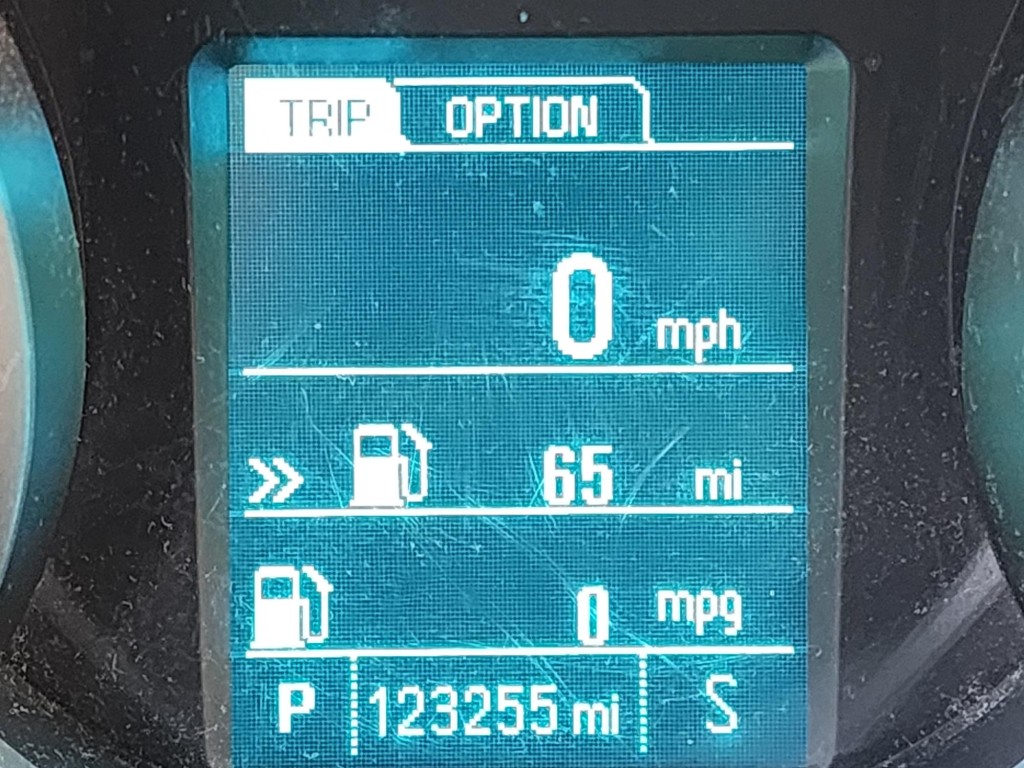 TRIP OPTION
0 mph
65 mi
0 mpg
P 123255 mi S